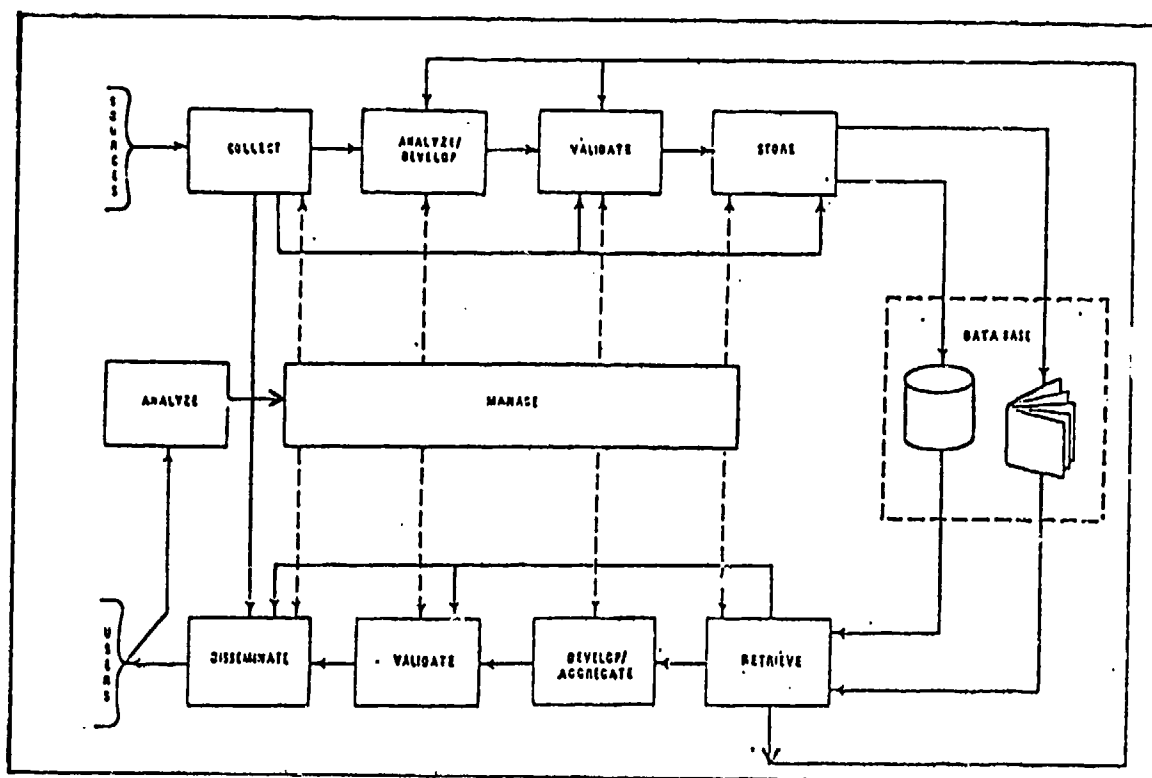 SOURCES
COLLECT
ANALYZE/
DEVELOP
VALIDATE
STORE
DATA BASE
ANALYZE
MANAGE
USERS
DISSEMINATE
VALIDATE
DEVELOP/
AGGREGATE
RETRIEVE